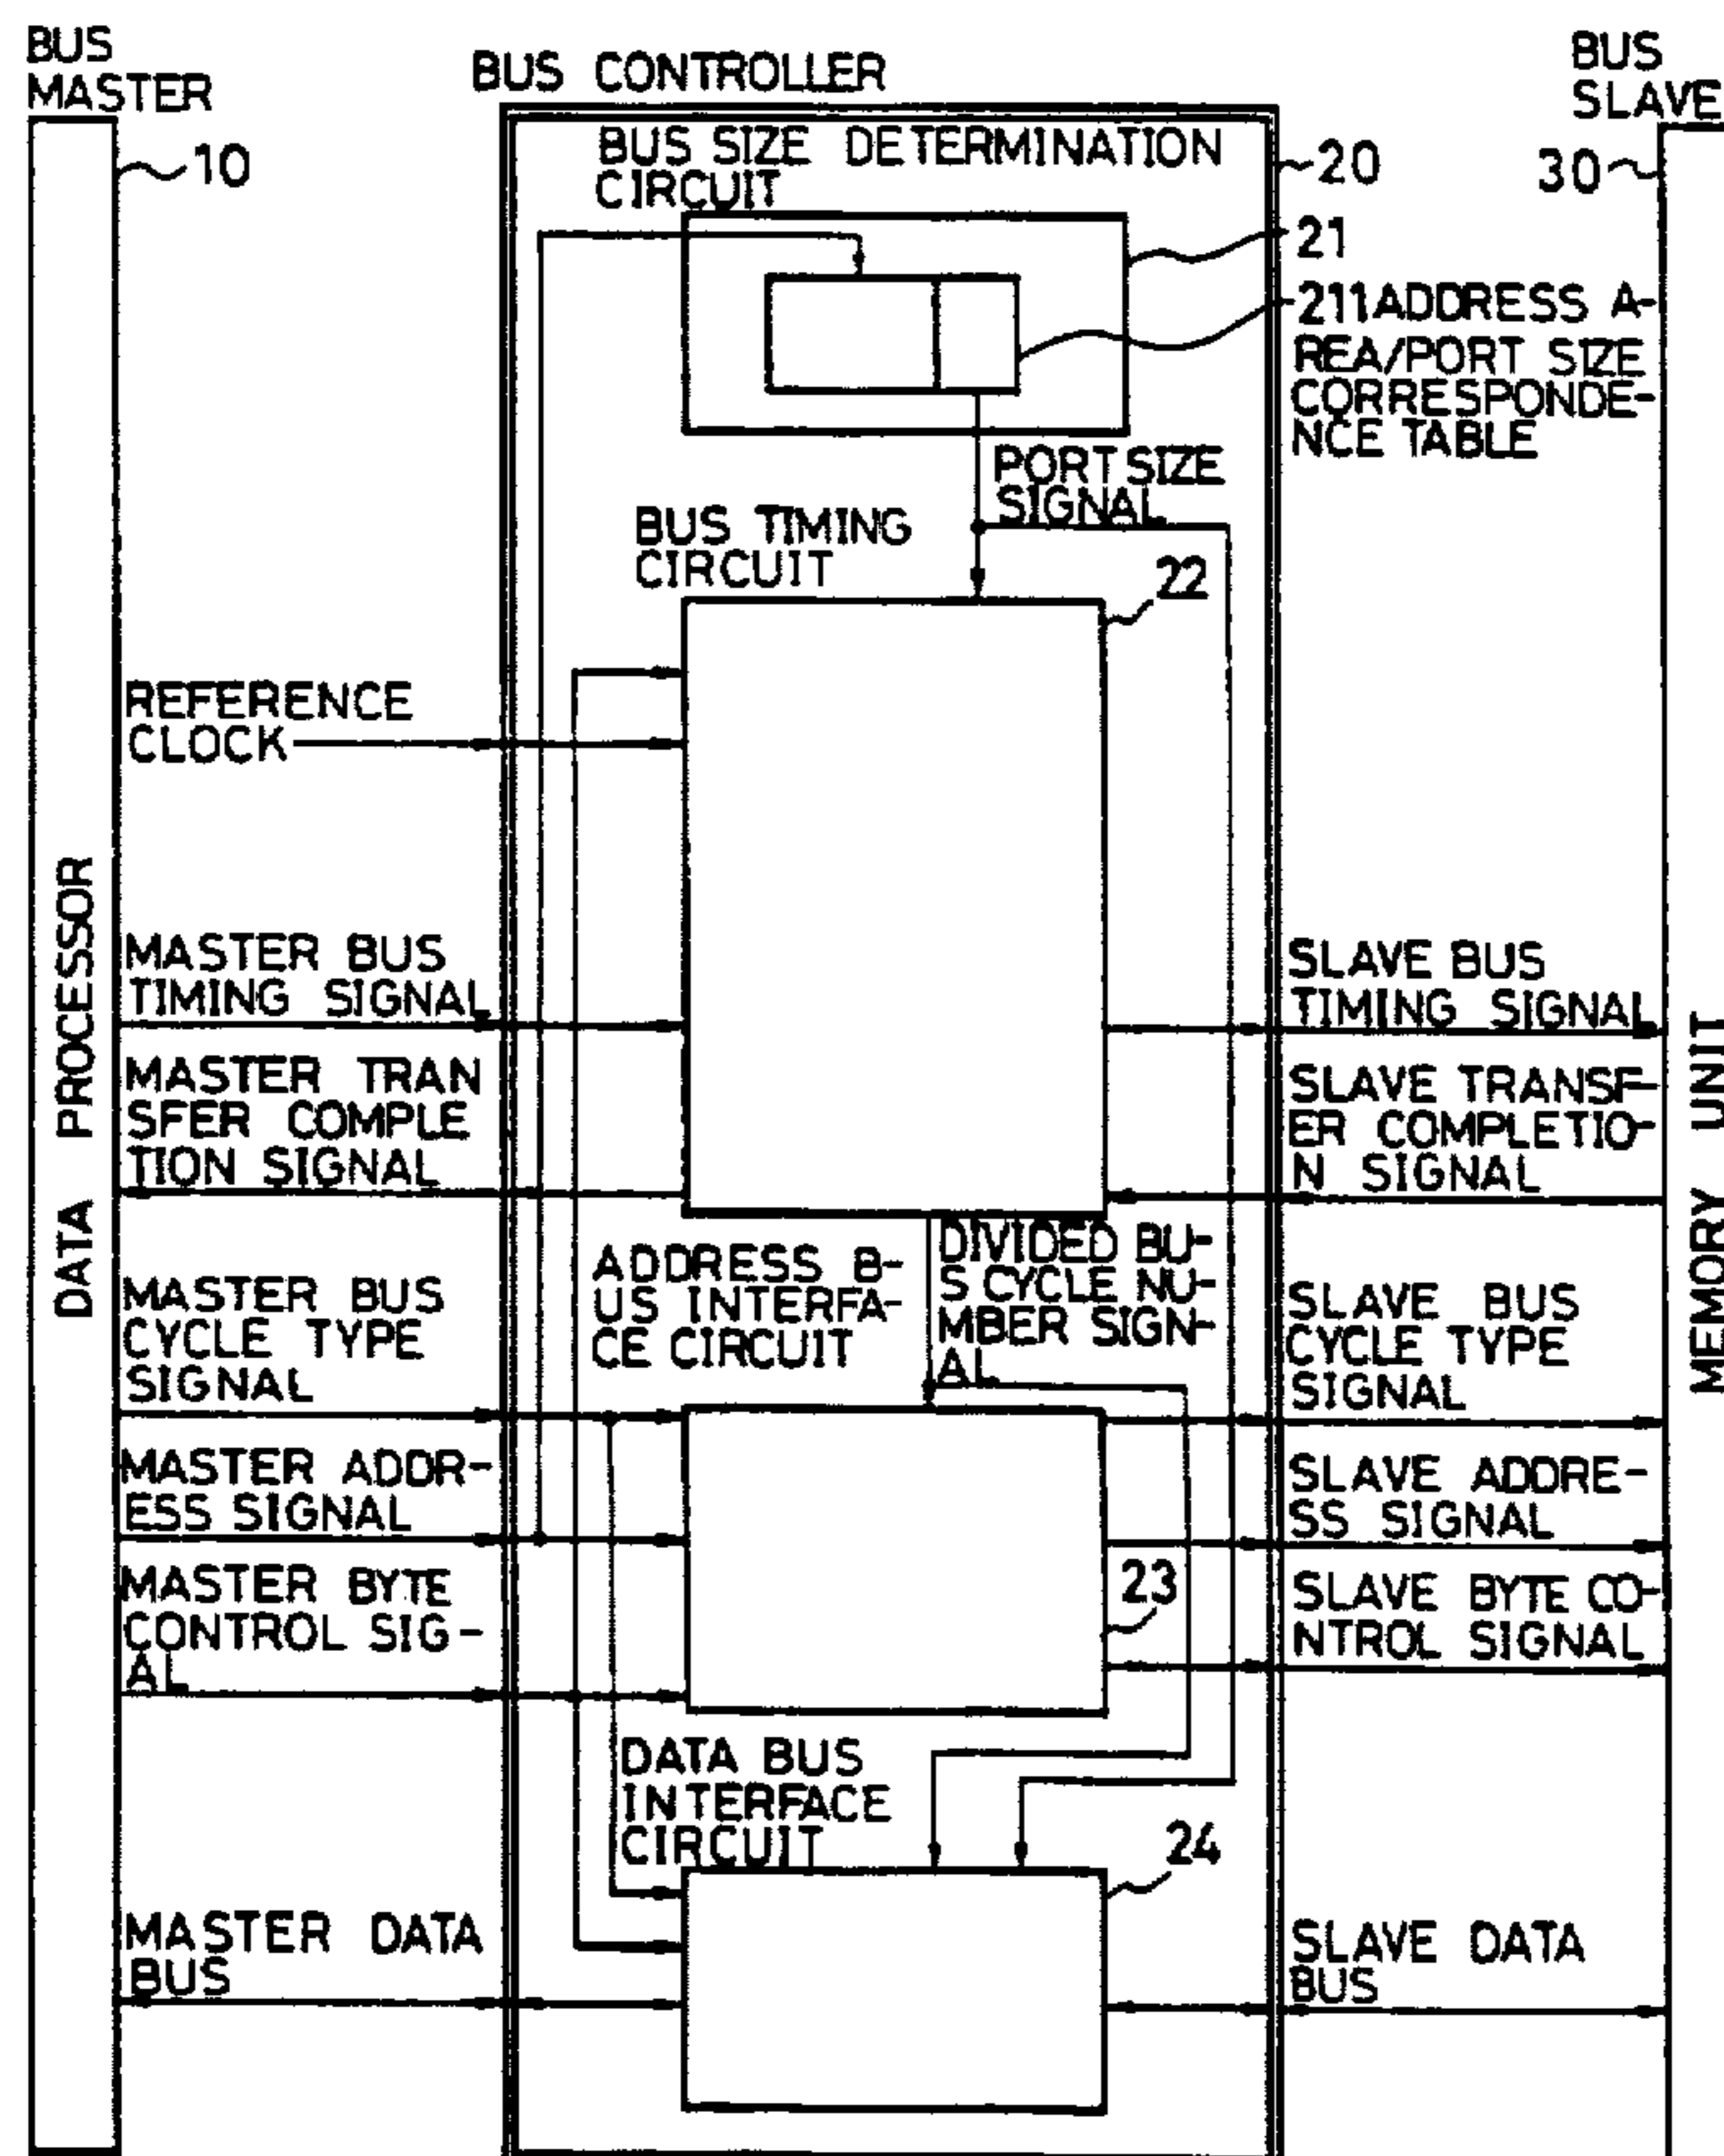 BUS
MASTER
BUS CONTROLLER
BUS
SLAVE
10
BUS SIZE DETERMINATION
CIRCUIT
20
30
21
211 ADDRESS A-
REA/PORT SIZE
CORRESPONDE-
NCE TABLE
PORT SIZE
SIGNAL
BUS TIMING
CIRCUIT
22
REFERENCE
CLOCK
DATA PROCESSOR
MASTER BUS
TIMING SIGNAL
SLAVE BUS
TIMING SIGNAL
MEMORY UNIT
MASTER TRAN
SFER COMPLE
TION SIGNAL
SLAVE TRANSF-
ER COMPLETIO-
N SIGNAL
ADDRESS B-
US INTERFA-
CE CIRCUIT
DIVIDED BU-
S CYCLE NU-
MBER SIGN-
AL
MASTER BUS
CYCLE TYPE
SIGNAL
SLAVE BUS
CYCLE TYPE
SIGNAL
MASTER ADDR-
ESS SIGNAL
SLAVE ADDRE-
SS SIGNAL
23
MASTER BYTE
CONTROL SIG-
AL
SLAVE BYTE CO-
NTROL SIGNAL
DATA BUS
INTERFACE
CIRCUIT
24
MASTER DATA
BUS
SLAVE DATA
BUS